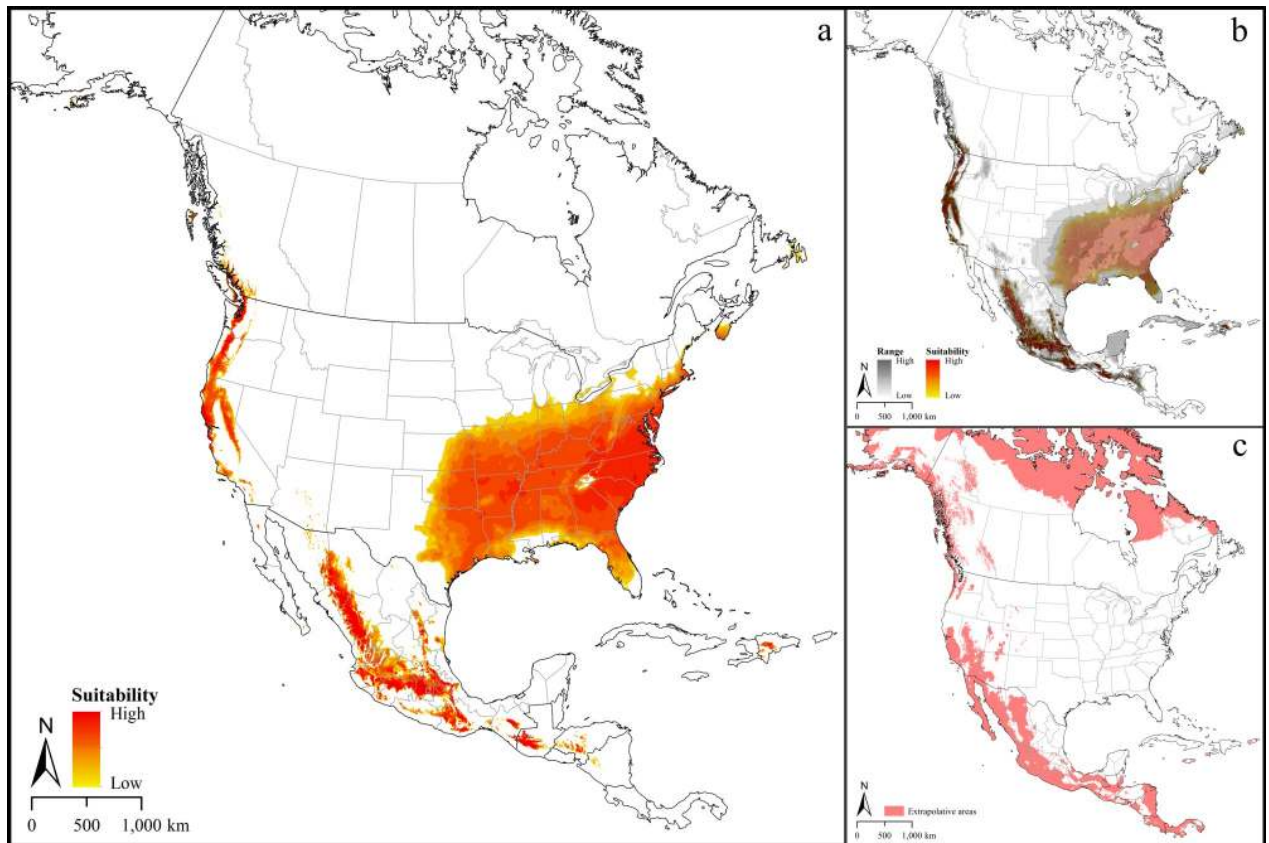 a
Suitability
High
Low
N
0 500 1,000 km
b
Range Suitability
High High
Low Low
N
0 500 1,000 km
c
N
Extrapolative areas
0 500 1,000 km